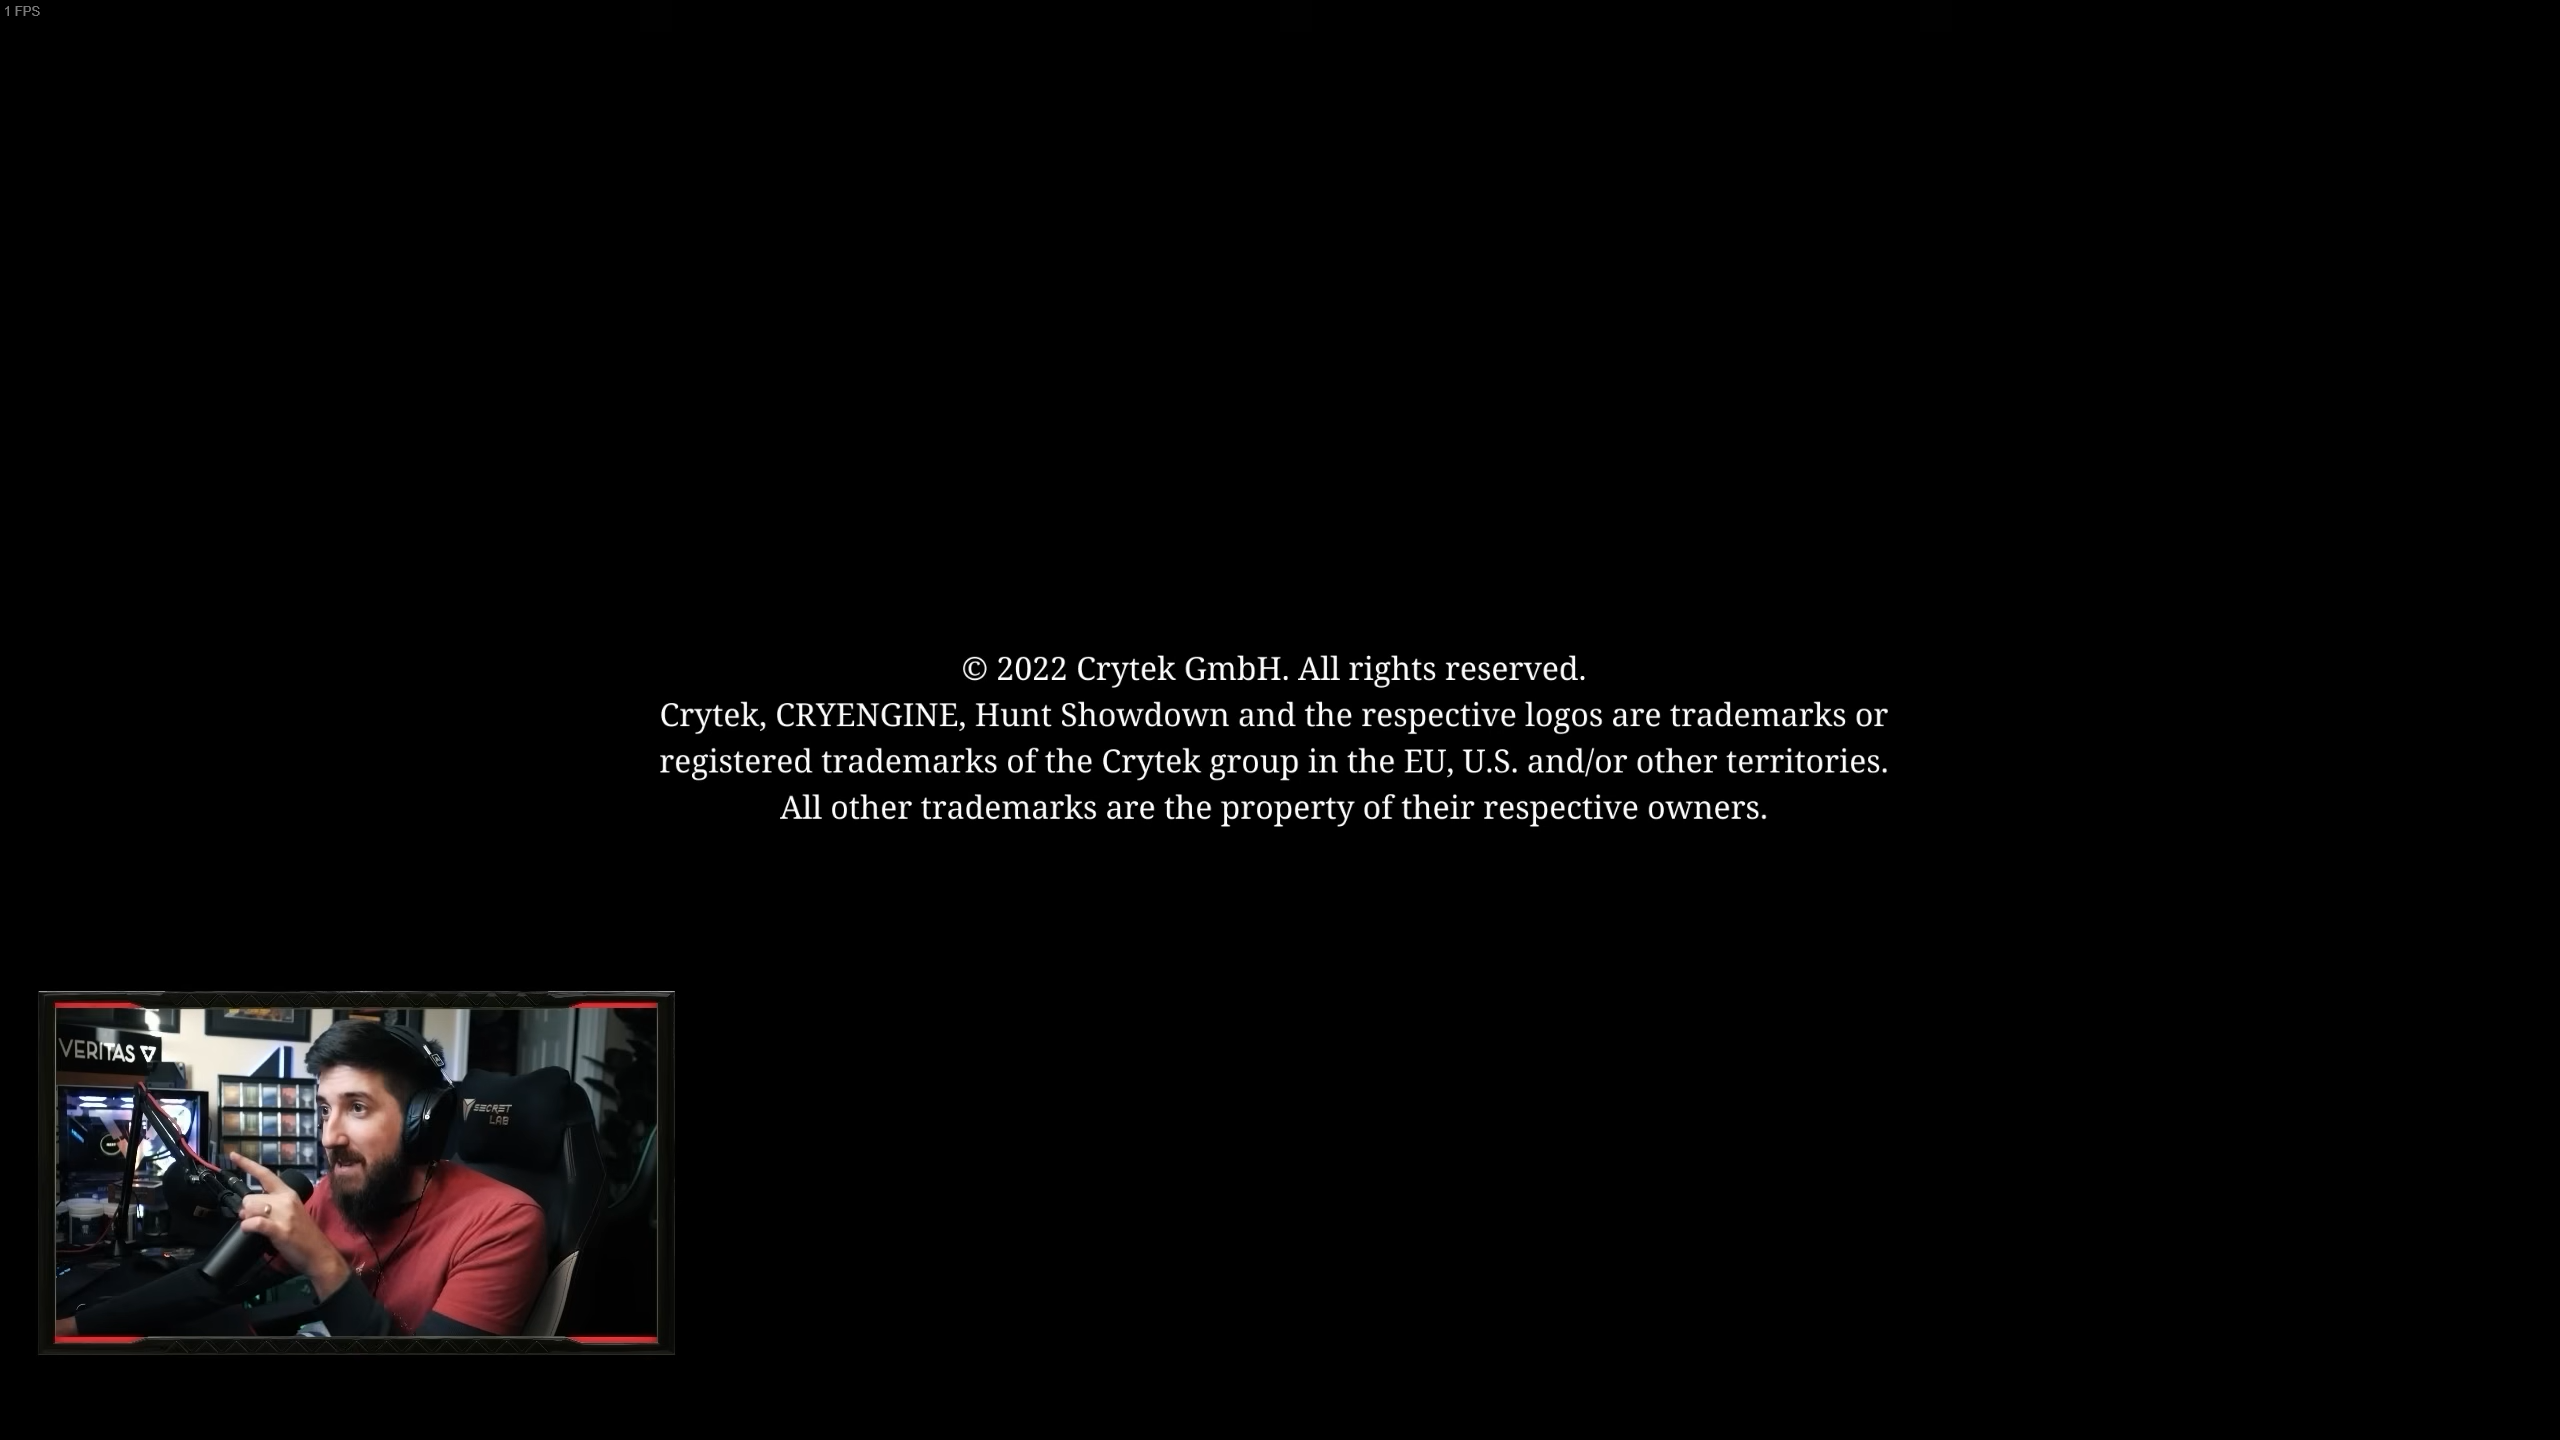 1 FPS
© 2022 Crytek GmbH. All rights reserved.
Crytek, CRYENGINE, Hunt Showdown and the respective logos are trademarks or
registered trademarks of the Crytek group in the EU, U.S. and/or other territories.
All other trademarks are the property of their respective owners.
VERITAS
SECRET
LAB